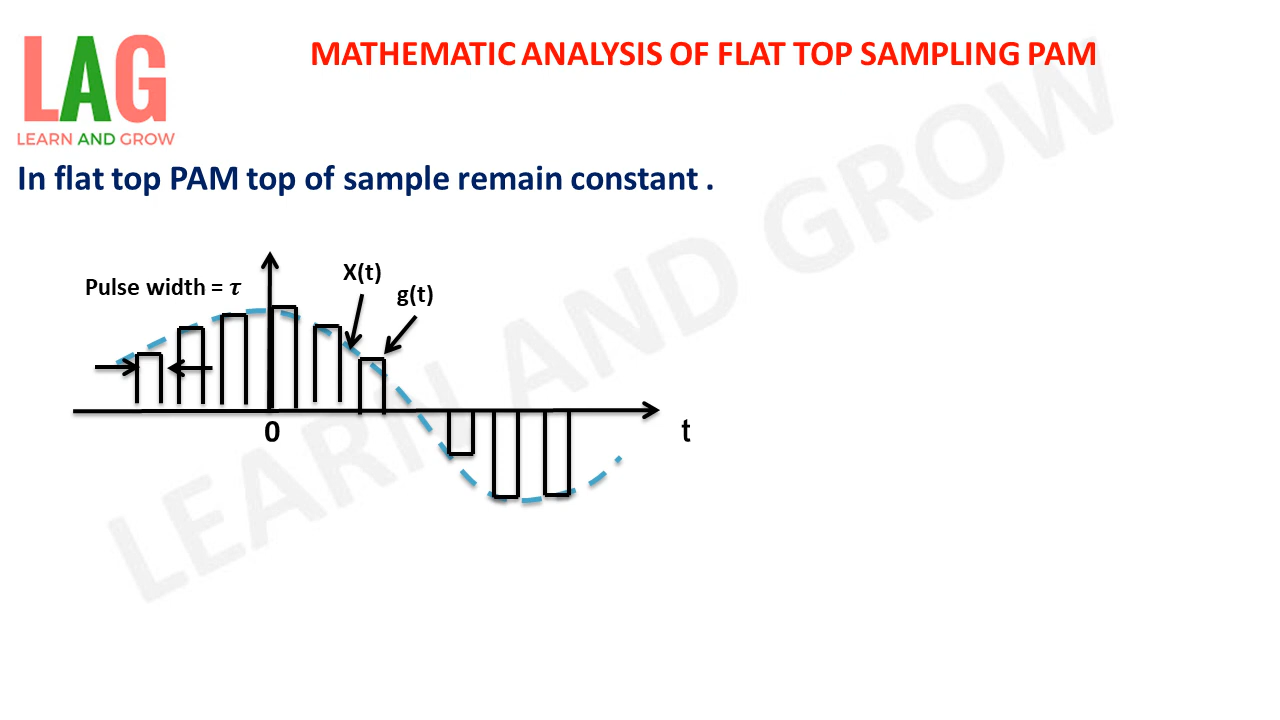 LAG
LEARN AND GROW
MATHEMATIC ANALYSIS OF FLAT TOP SAMPLING PAM
In flat top PAM top of sample remain constant .
Pulse width = τ
X(t)
g(t)
0
t
LEARN AND GROW